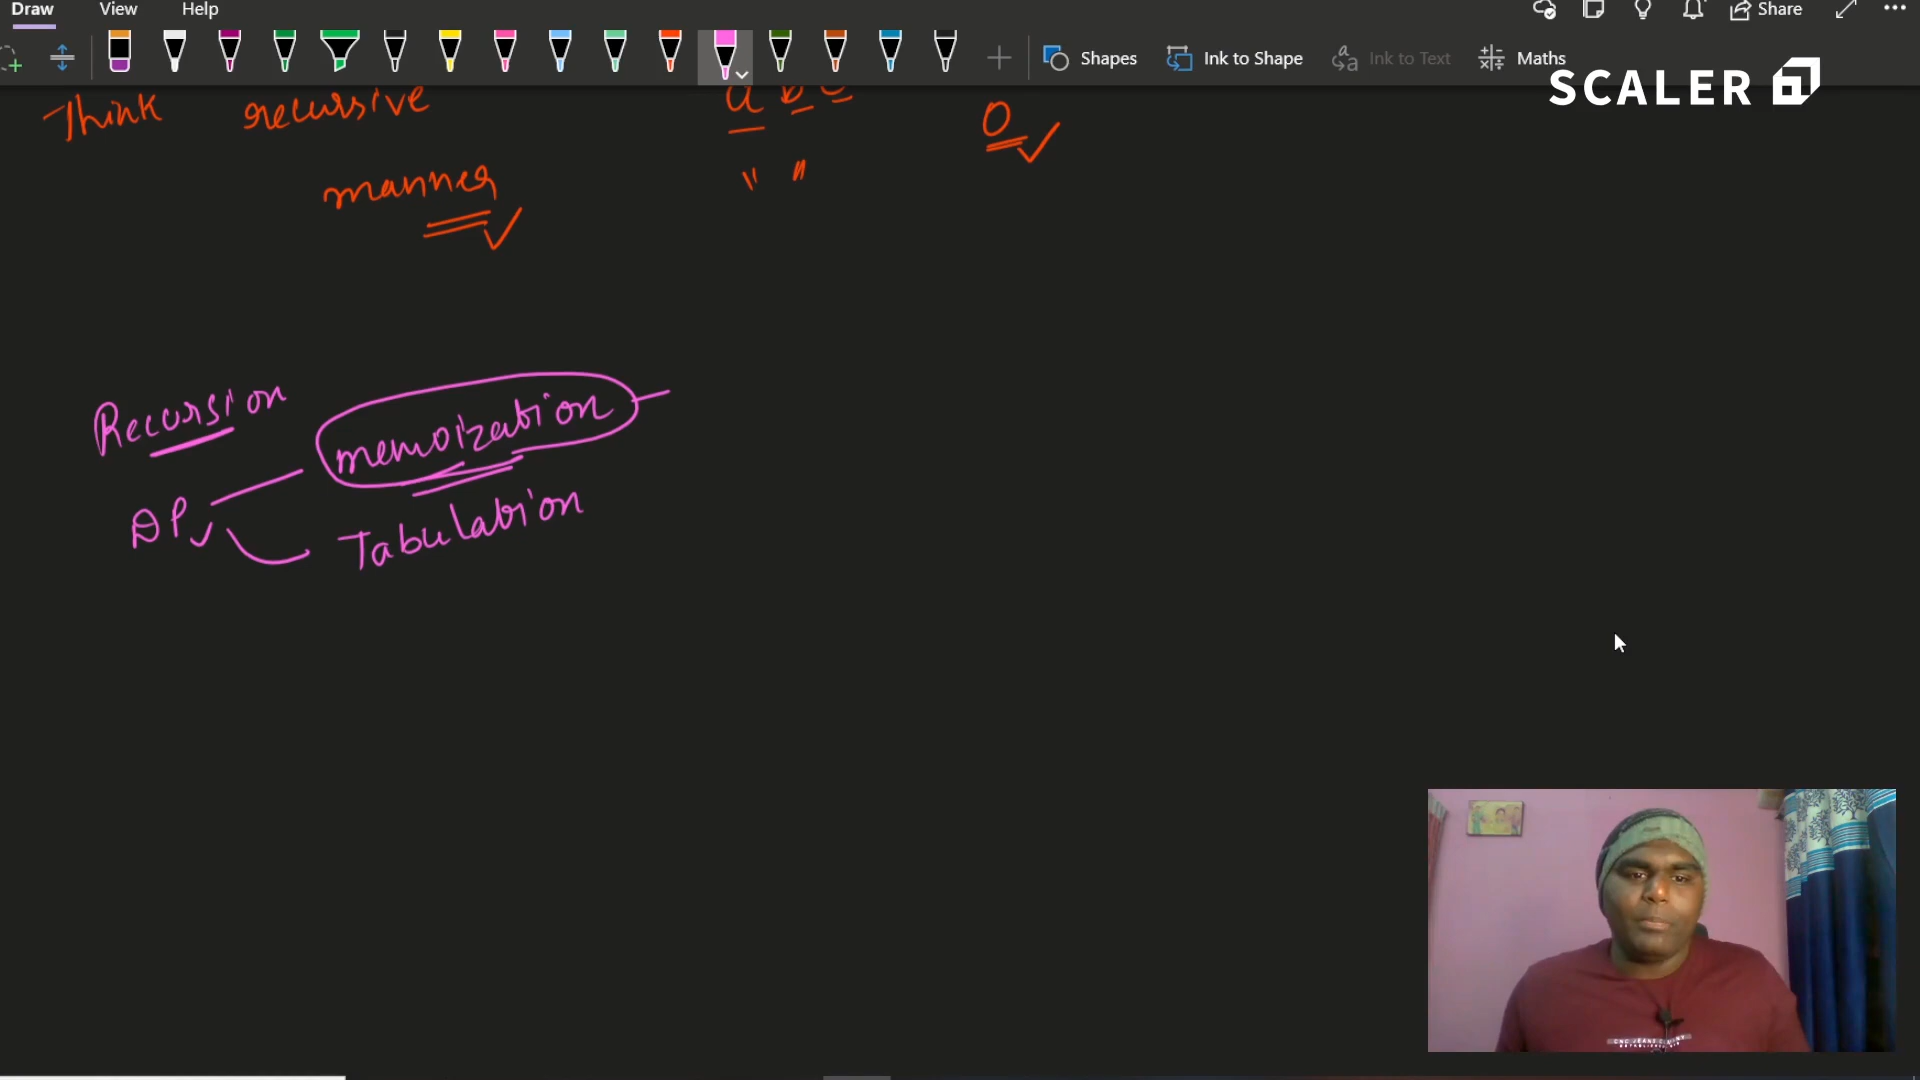 Draw View Help Share
Shapes Ink to Shape Ink to Text Maths
SCALER
Think recursive a b c 0
manner " "
Recursion memoization
DP Tabulation